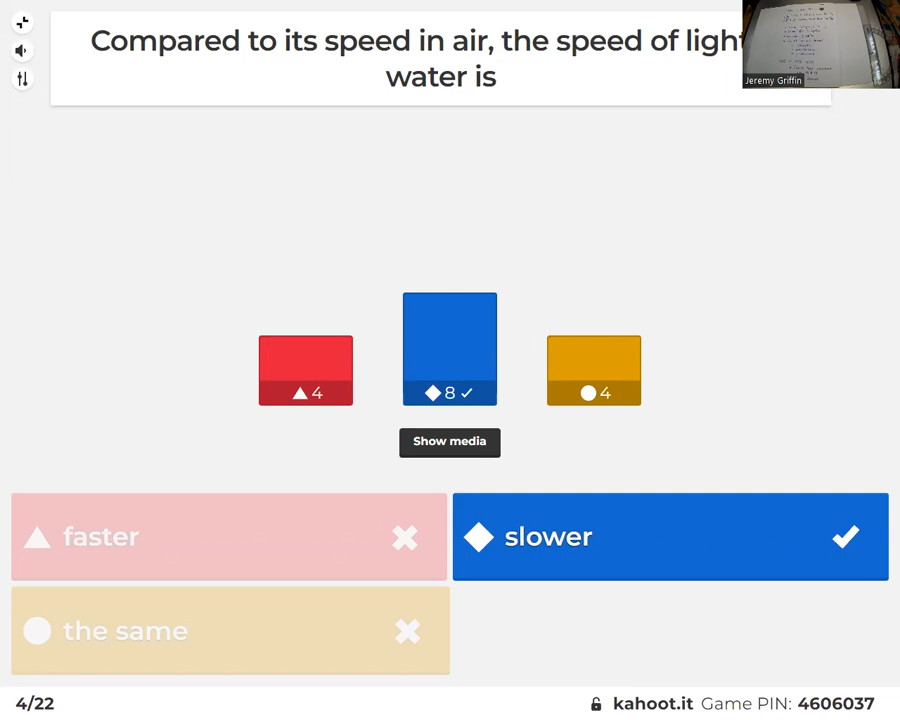 Compared to its speed in air, the speed of light
water is
Jeremy Griffin
4
8
4
Show media
faster
slower
the same
4/22
kahoot.it Game PIN: 4606037